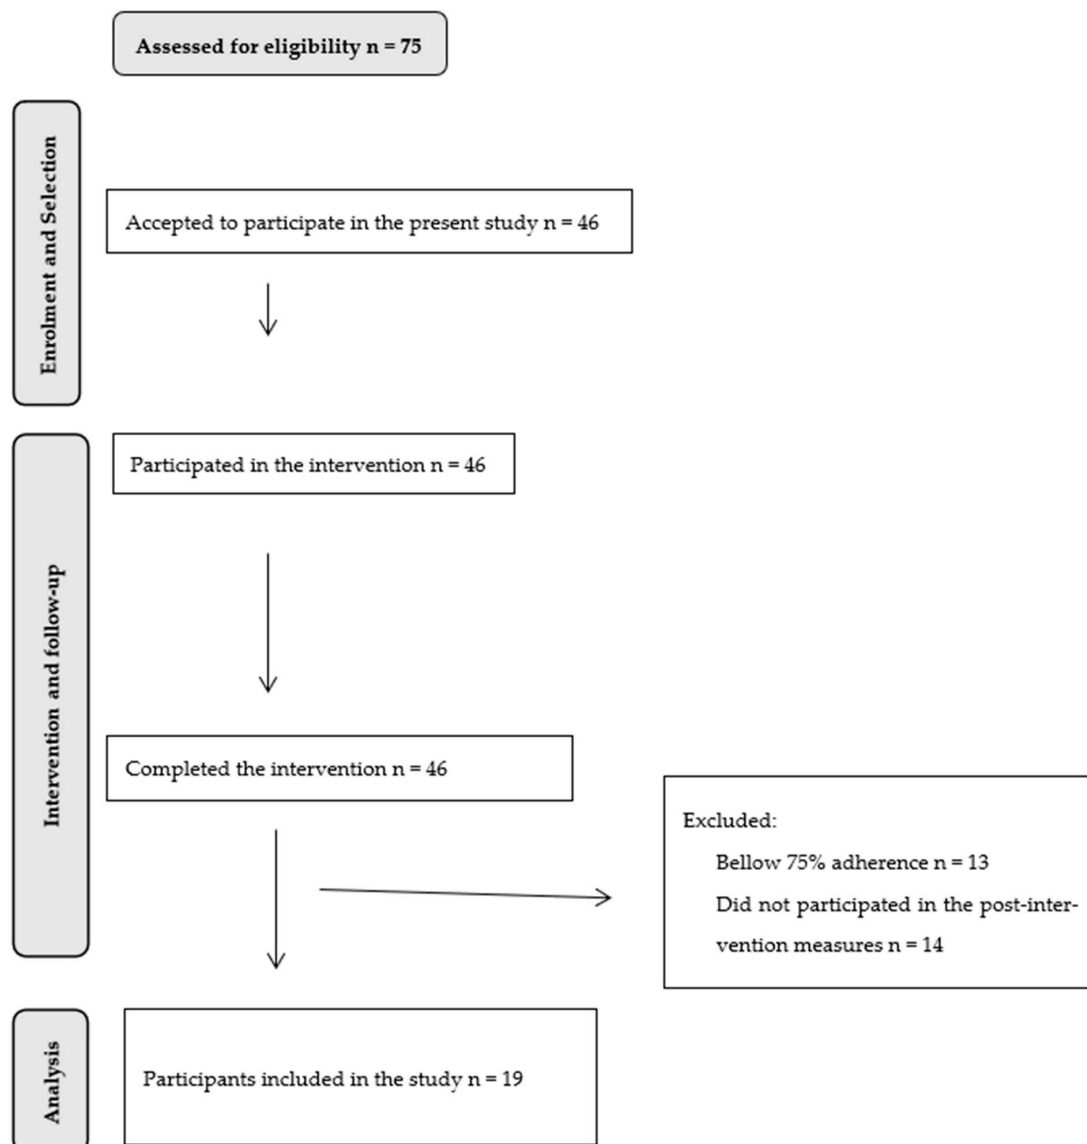 Assessed for eligibility n = 75
Enrolment and Selection
Accepted to participate in the present study n = 46
Intervention and follow-up
Participated in the intervention n = 46
Completed the intervention n = 46
Excluded:
Bellow 75% adherence n = 13
Did not participated in the post-inter-
vention measures n = 14
Analysis
Participants included in the study n = 19